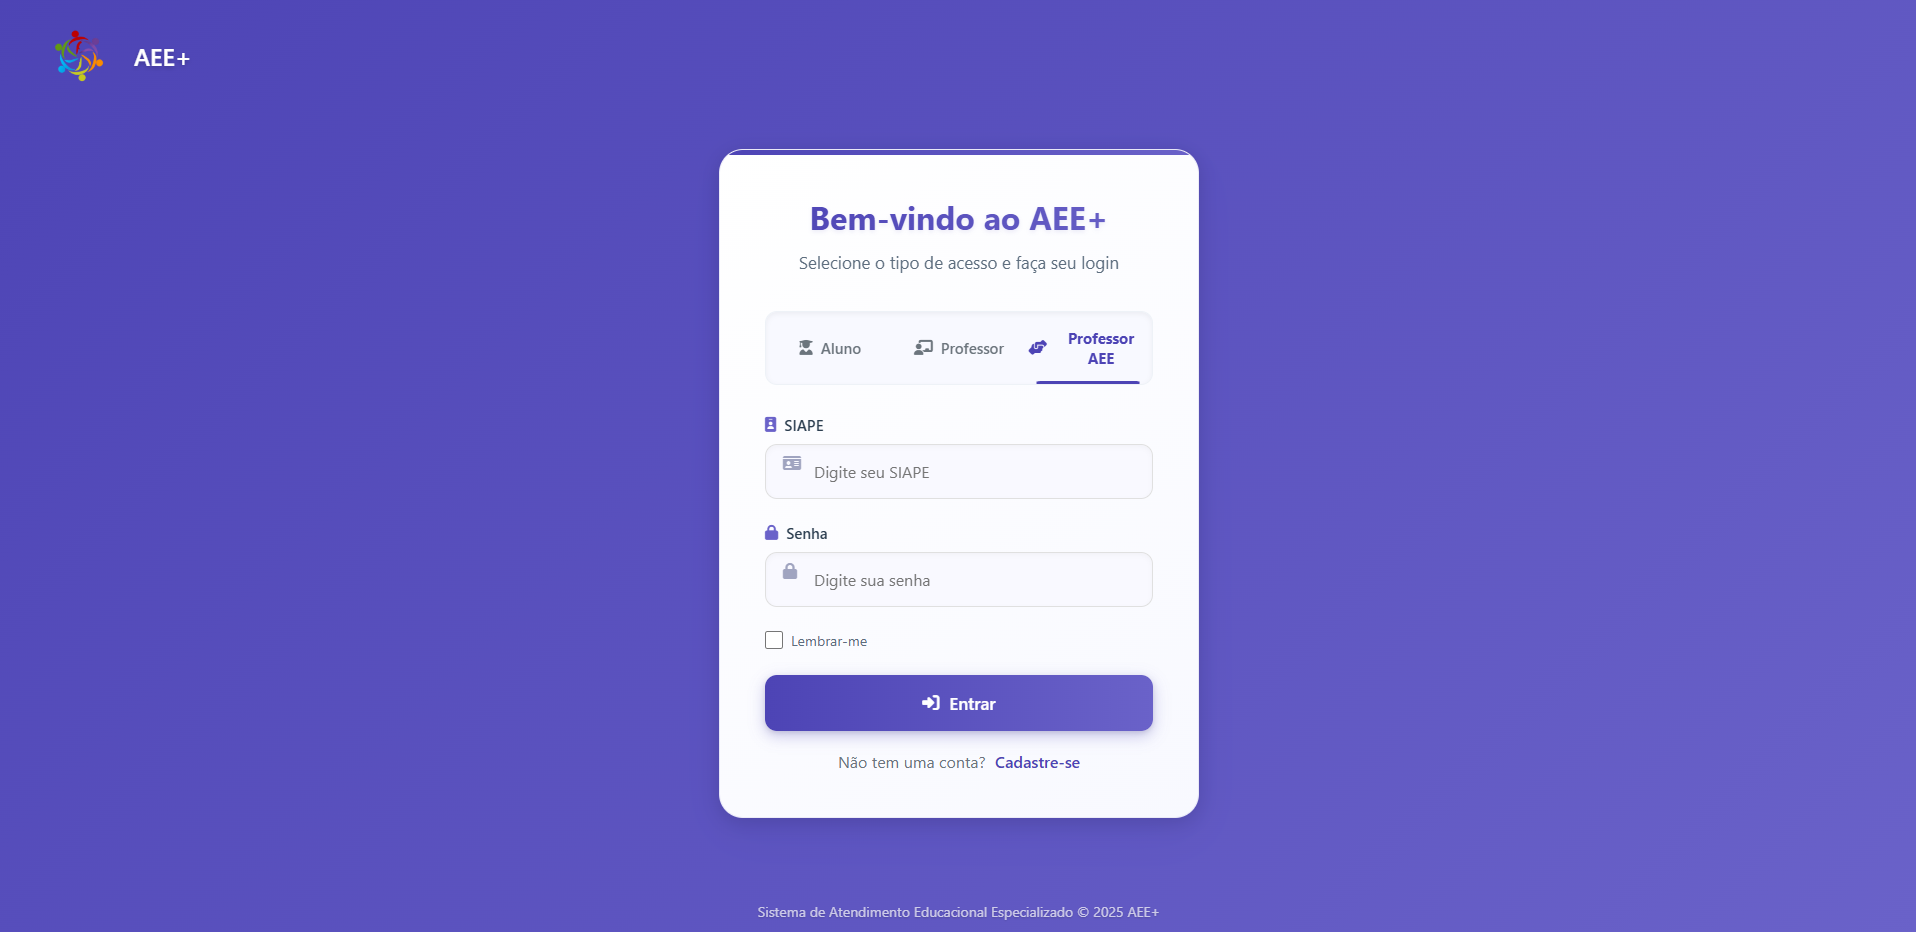 AEE+
Bem-vindo ao AEE+
Selecione o tipo de acesso e faça seu login
Aluno
Professor
Professor
AEE
SIAPE
Digite seu SIAPE
Senha
Digite sua senha
Lembrar-me
Entrar
Não tem uma conta? Cadastre-se
Sistema de Atendimento Educacional Especializado © 2025 AEE+